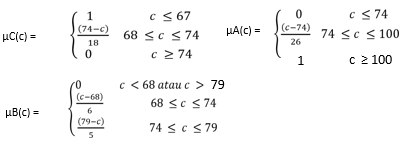 μC(c) = { 1 c ≤ 67
(74−c)/18 68 ≤ c ≤ 74
0 c ≥ 74
μA(c) = { 0 c ≤ 74
(c−74)/26 74 ≤ c ≤ 100
1 c ≥ 100
μB(c) = { 0 c < 68 atau c > 79
(c−68)/6 68 ≤ c ≤ 74
(79−c)/5 74 ≤ c ≤ 79